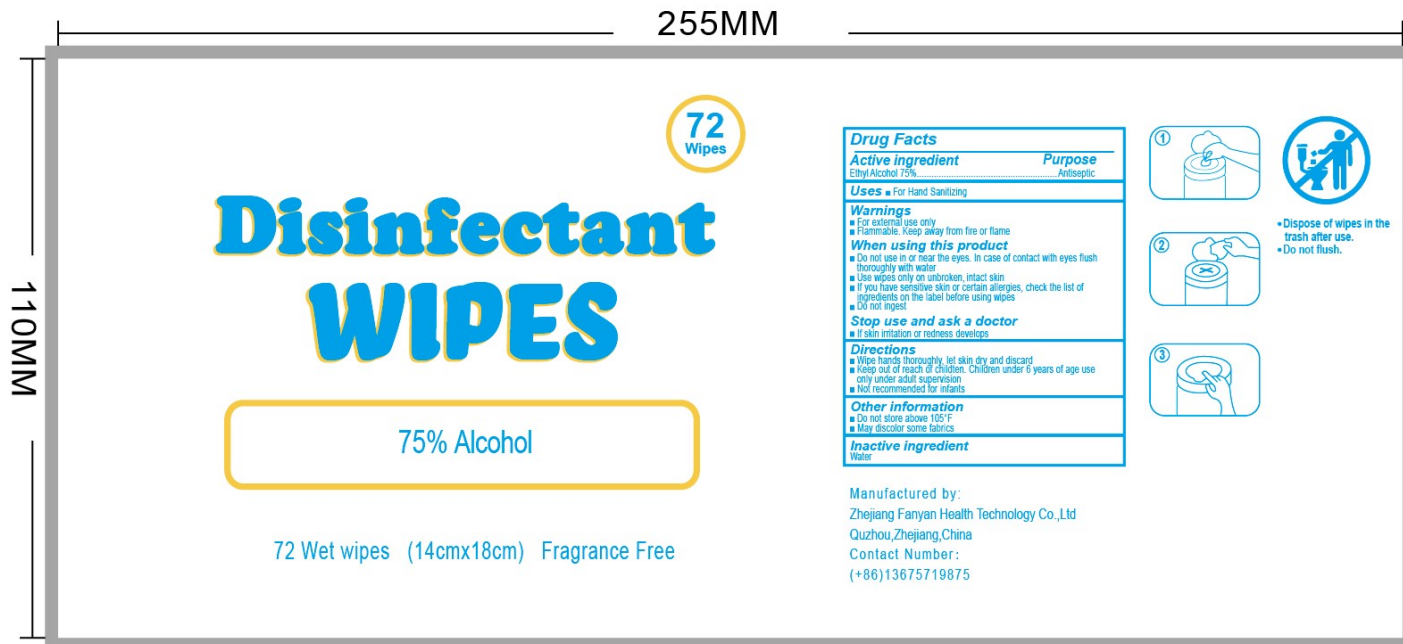 255MM
110MM
72
Wipes
Disinfectant
WIPES
75% Alcohol
72 Wet wipes (14cmx18cm) Fragrance Free
Drug Facts
Active ingredient Purpose
Ethyl Alcohol 75%................................................Antiseptic
Uses ■ For Hand Sanitizing
Warnings
■ For external use only
■ Flammable. Keep away from fire or flame
When using this product
■ Do not use in or near the eyes. In case of contact with eyes flush
thoroughly with water
■ Use wipes only on unbroken, intact skin
■ If you have sensitive skin or certain allergies, check the list of
ingredients on the label before using wipes
■ Do not ingest
Stop use and ask a doctor
■ If skin irritation or redness develops
Directions
■ Wipe hands thoroughly, let skin dry and discard
■ Keep out of reach of childten. Children under 6 years of age use
only under adult supervision
■ Not recommended for infants
Other information
■ Do not store above 105°F
■ May discolor some fabrics
Inactive ingredient
Water
Manufactured by:
Zhejiang Fanyan Health Technology Co.,Ltd
Quzhou,Zhejiang,China
Contact Number:
(+86)13675719875
1
2
3
• Dispose of wipes in the
trash after use.
• Do not flush.